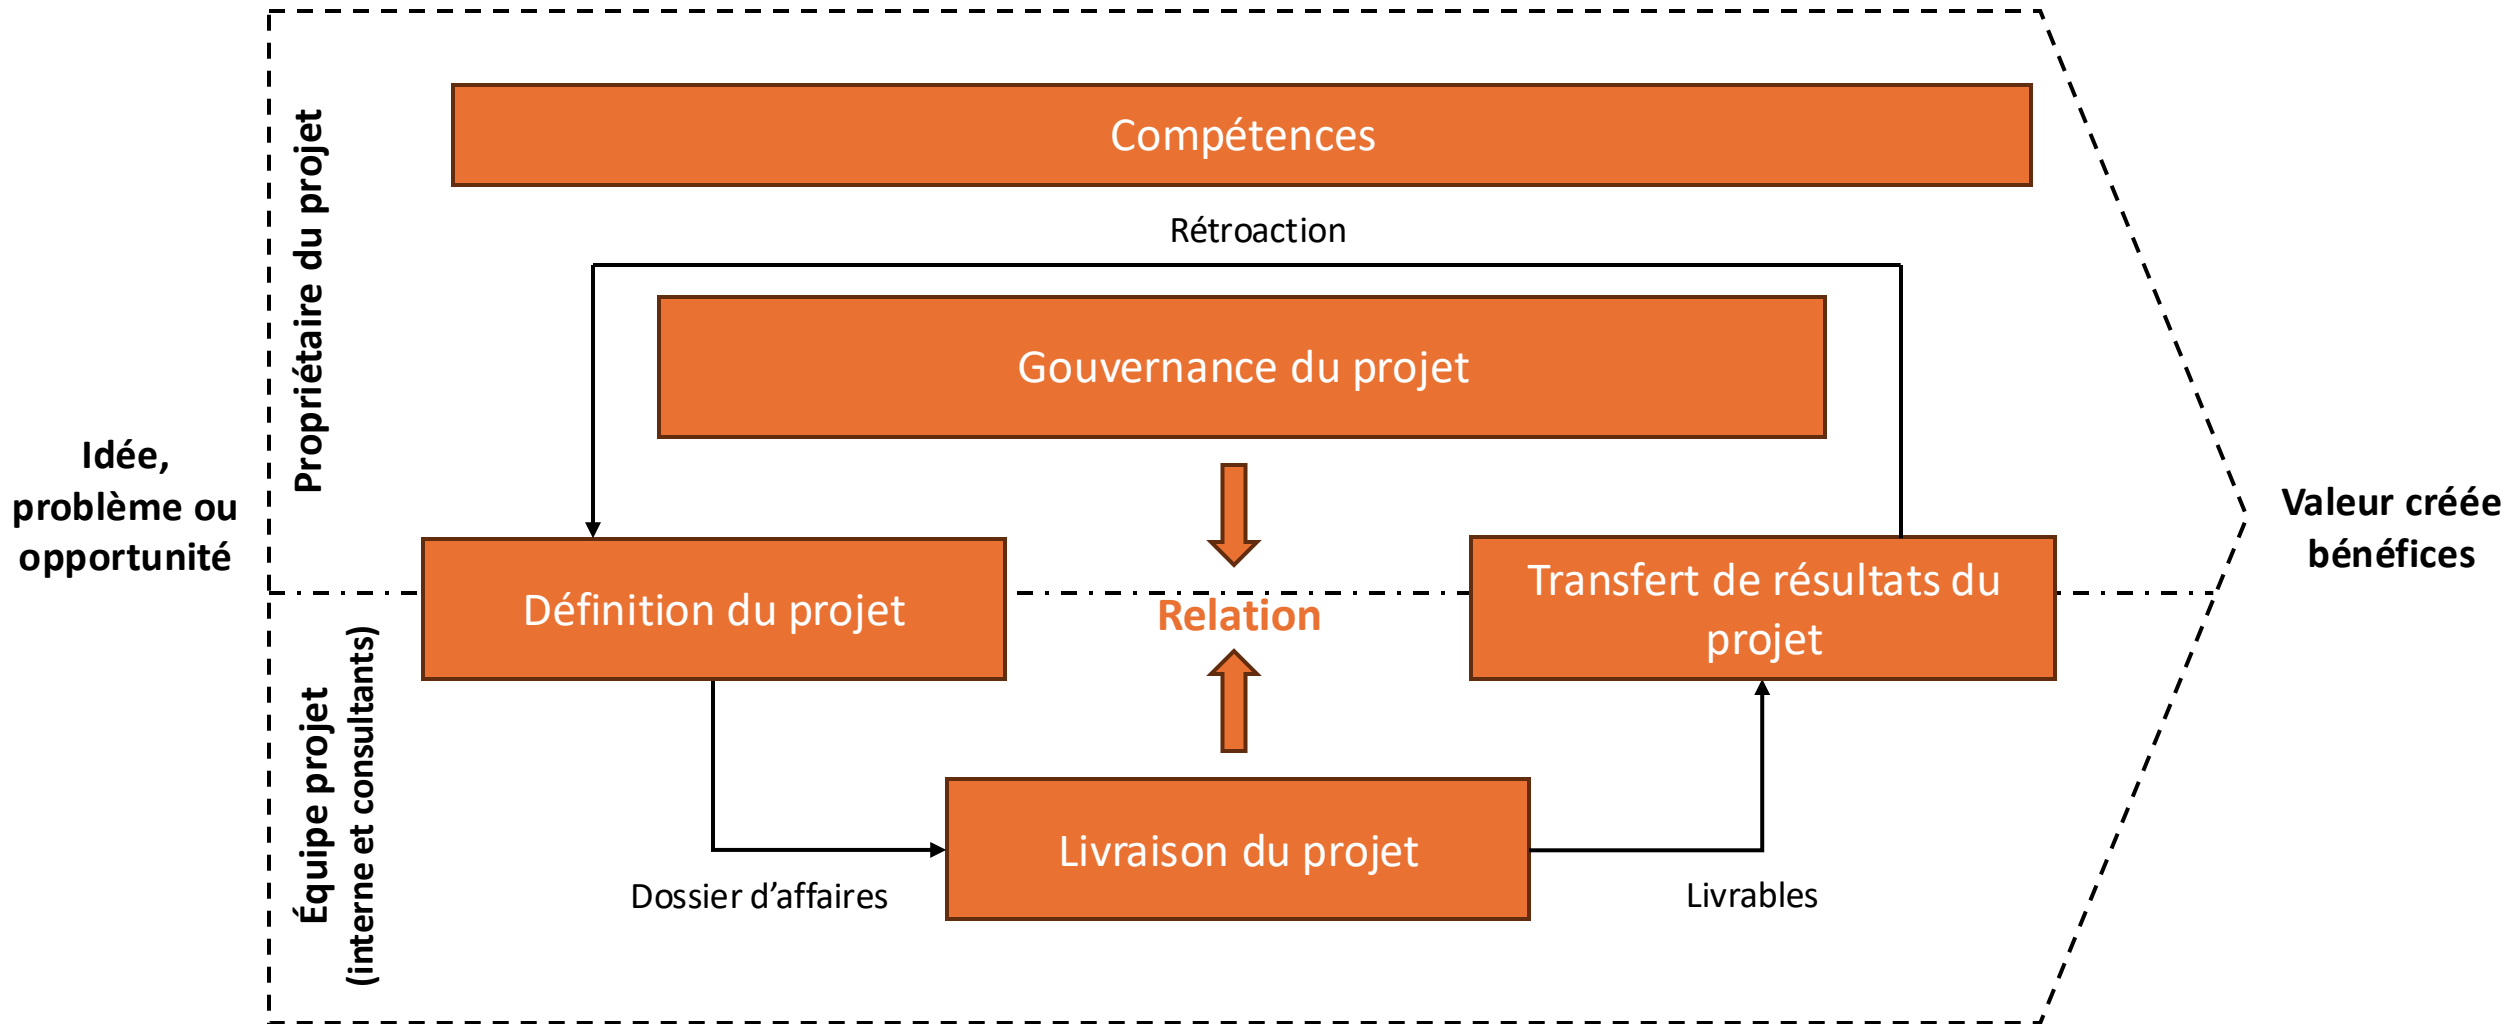 Compétences
Rétroaction
Propriétaire du projet
Gouvernance du projet
Idée,
problème ou
opportunité
Valeur créée
bénéfices
Définition du projet
Relation
Transfert de résultats du
projet
Équipe projet
(interne et consultants)
Livraison du projet
Dossier d’affaires
Livrables